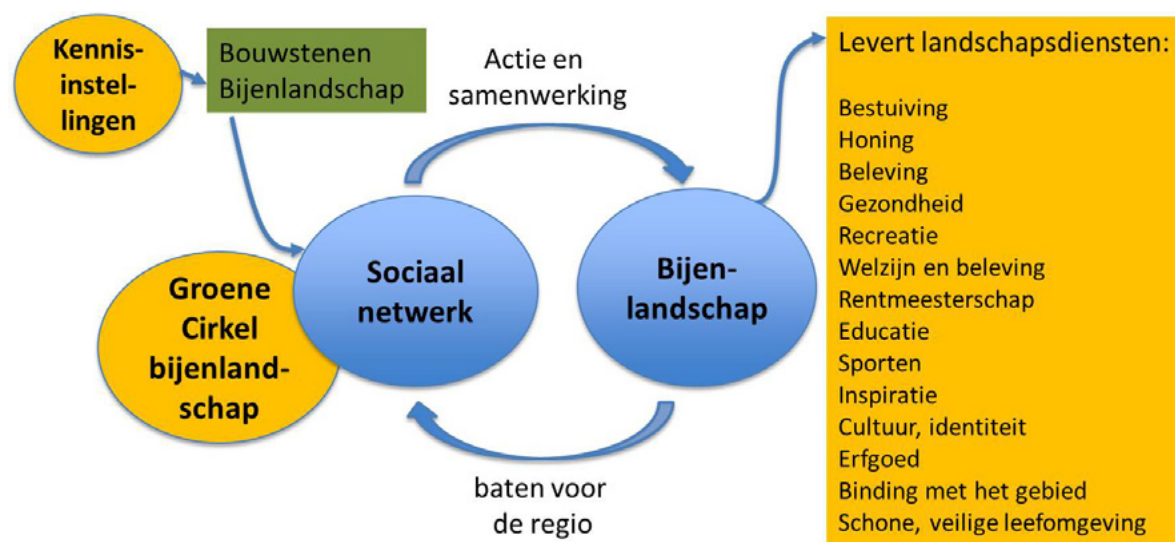 Kennis-
instel-
lingen
Bouwstenen
Bijenlandschap
Actie en
samenwerking
Sociaal
netwerk
Groene
Cirkel
bijenland-
schap
Bijen-
landschap
baten voor
de regio
Levert landschapsdiensten:
Bestuiving
Honing
Beleving
Gezondheid
Recreatie
Welzijn en beleving
Rentmeesterschap
Educatie
Sporten
Inspiratie
Cultuur, identiteit
Erfgoed
Binding met het gebied
Schone, veilige leefomgeving